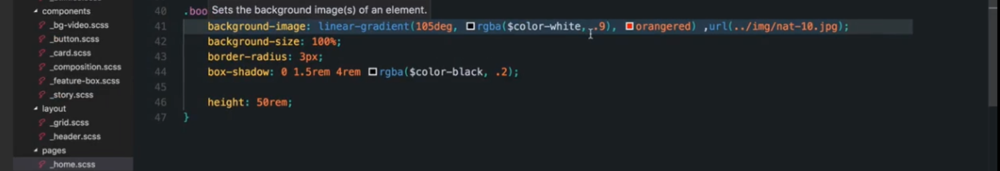 components
_bg-video.scss
_button.scss
_card.scss
_composition.scss
_feature-box.scss
_story.scss
layout
_grid.scss
_header.scss
pages
_home.scss
Sets the background image(s) of an element.
40 .boo
41 background-image: linear-gradient(105deg, rgba($color-white, .9), orangered) ,url(../img/nat-10.jpg);
42 background-size: 100%;
43 border-radius: 3px;
44 box-shadow: 0 1.5rem 4rem rgba($color-black, .2);
45
46 height: 50rem;
47 }